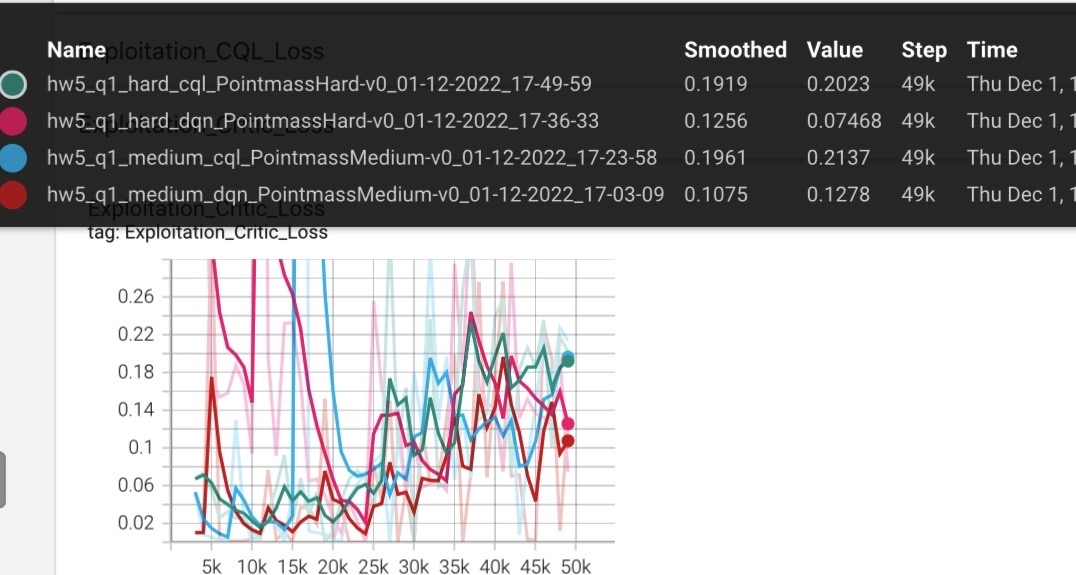 Exploitation_CQL_Loss
Name Smoothed Value Step Time
hw5_q1_hard_cql_PointmassHard-v0_01-12-2022_17-49-59 0.1919 0.2023 49k Thu Dec 1, 1
hw5_q1_hard_dqn_PointmassHard-v0_01-12-2022_17-36-33 0.1256 0.07468 49k Thu Dec 1, 1
Exploitation_Critic_Loss
hw5_q1_medium_cql_PointmassMedium-v0_01-12-2022_17-23-58 0.1961 0.2137 49k Thu Dec 1, 1
hw5_q1_medium_dqn_PointmassMedium-v0_01-12-2022_17-03-09 0.1075 0.1278 49k Thu Dec 1, 1
Exploitation_Critic_Loss
tag: Exploitation_Critic_Loss
0.26
0.22
0.18
0.14
0.1
0.06
0.02
5k 10k 15k 20k 25k 30k 35k 40k 45k 50k